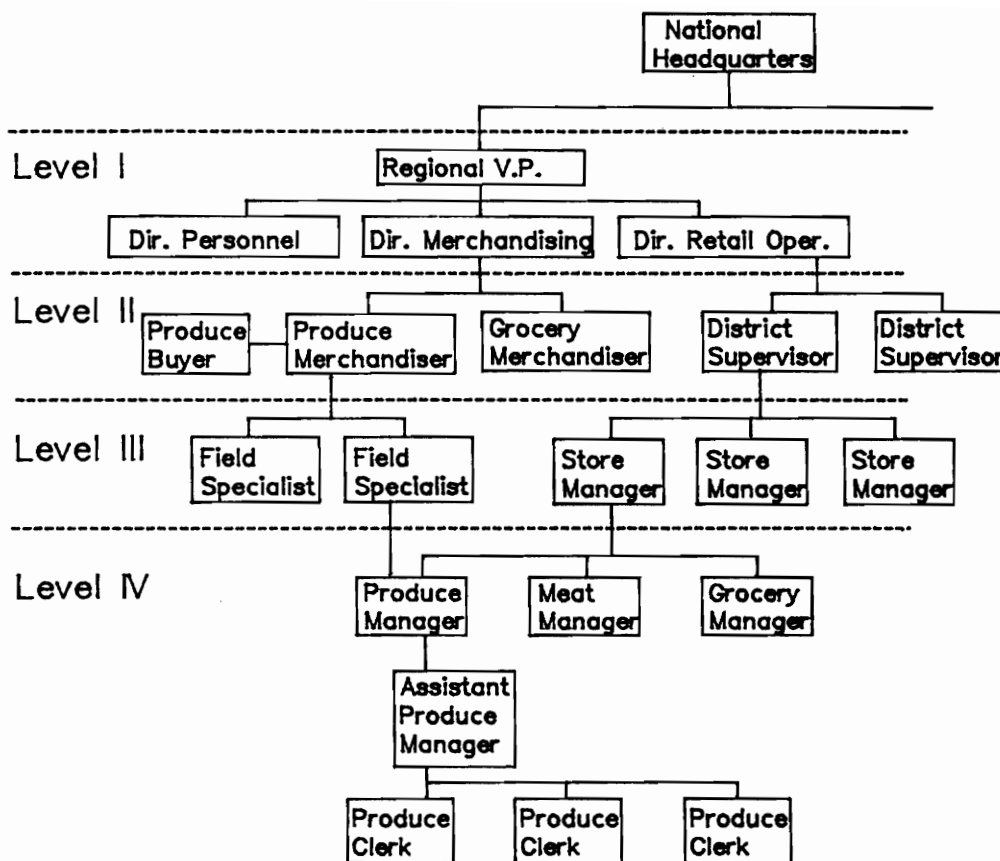 National
Headquarters
Level I
Regional V.P.
Dir. Personnel
Dir. Merchandising
Dir. Retail Oper.
Level II
Produce
Buyer
Produce
Merchandiser
Grocery
Merchandiser
District
Supervisor
District
Supervisor
Level III
Field
Specialist
Field
Specialist
Store
Manager
Store
Manager
Store
Manager
Level IV
Produce
Manager
Meat
Manager
Grocery
Manager
Assistant
Produce
Manager
Produce
Clerk
Produce
Clerk
Produce
Clerk